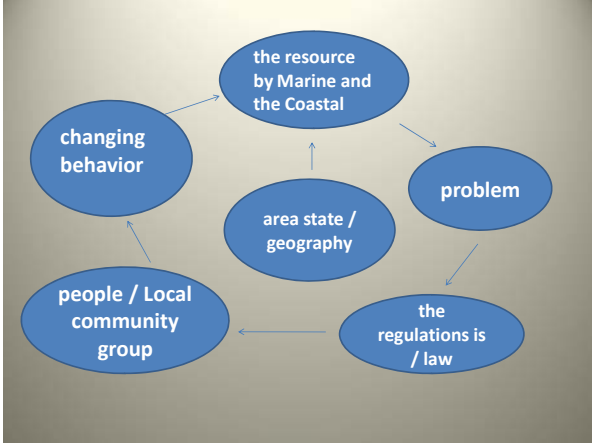 the resource
by Marine and
the Coastal
changing
behavior
problem
area state /
geography
people / Local
community
group
the
regulations is
/ law